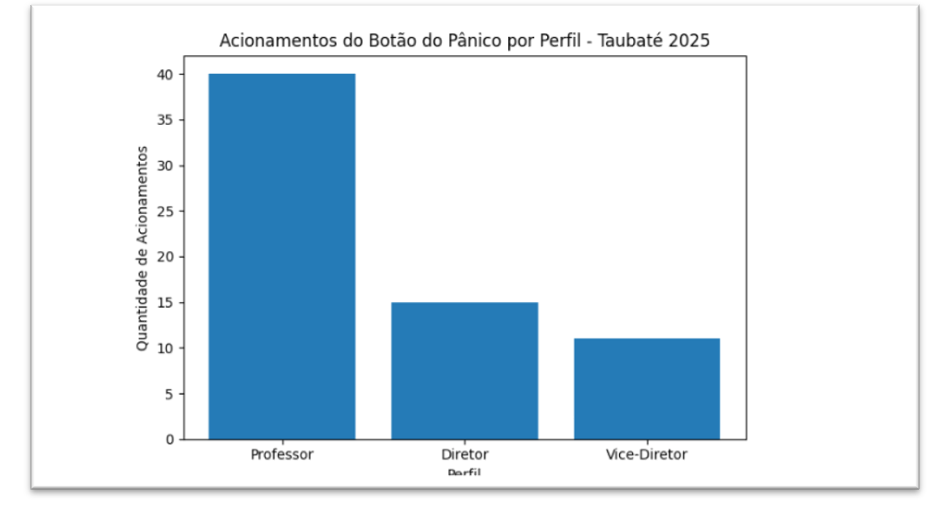 Acionamentos do Botão do Pânico por Perfil - Taubaté 2025
Quantidade de Acionamentos
40
35
30
25
20
15
10
5
0
Professor Diretor Vice-Diretor
Perfil